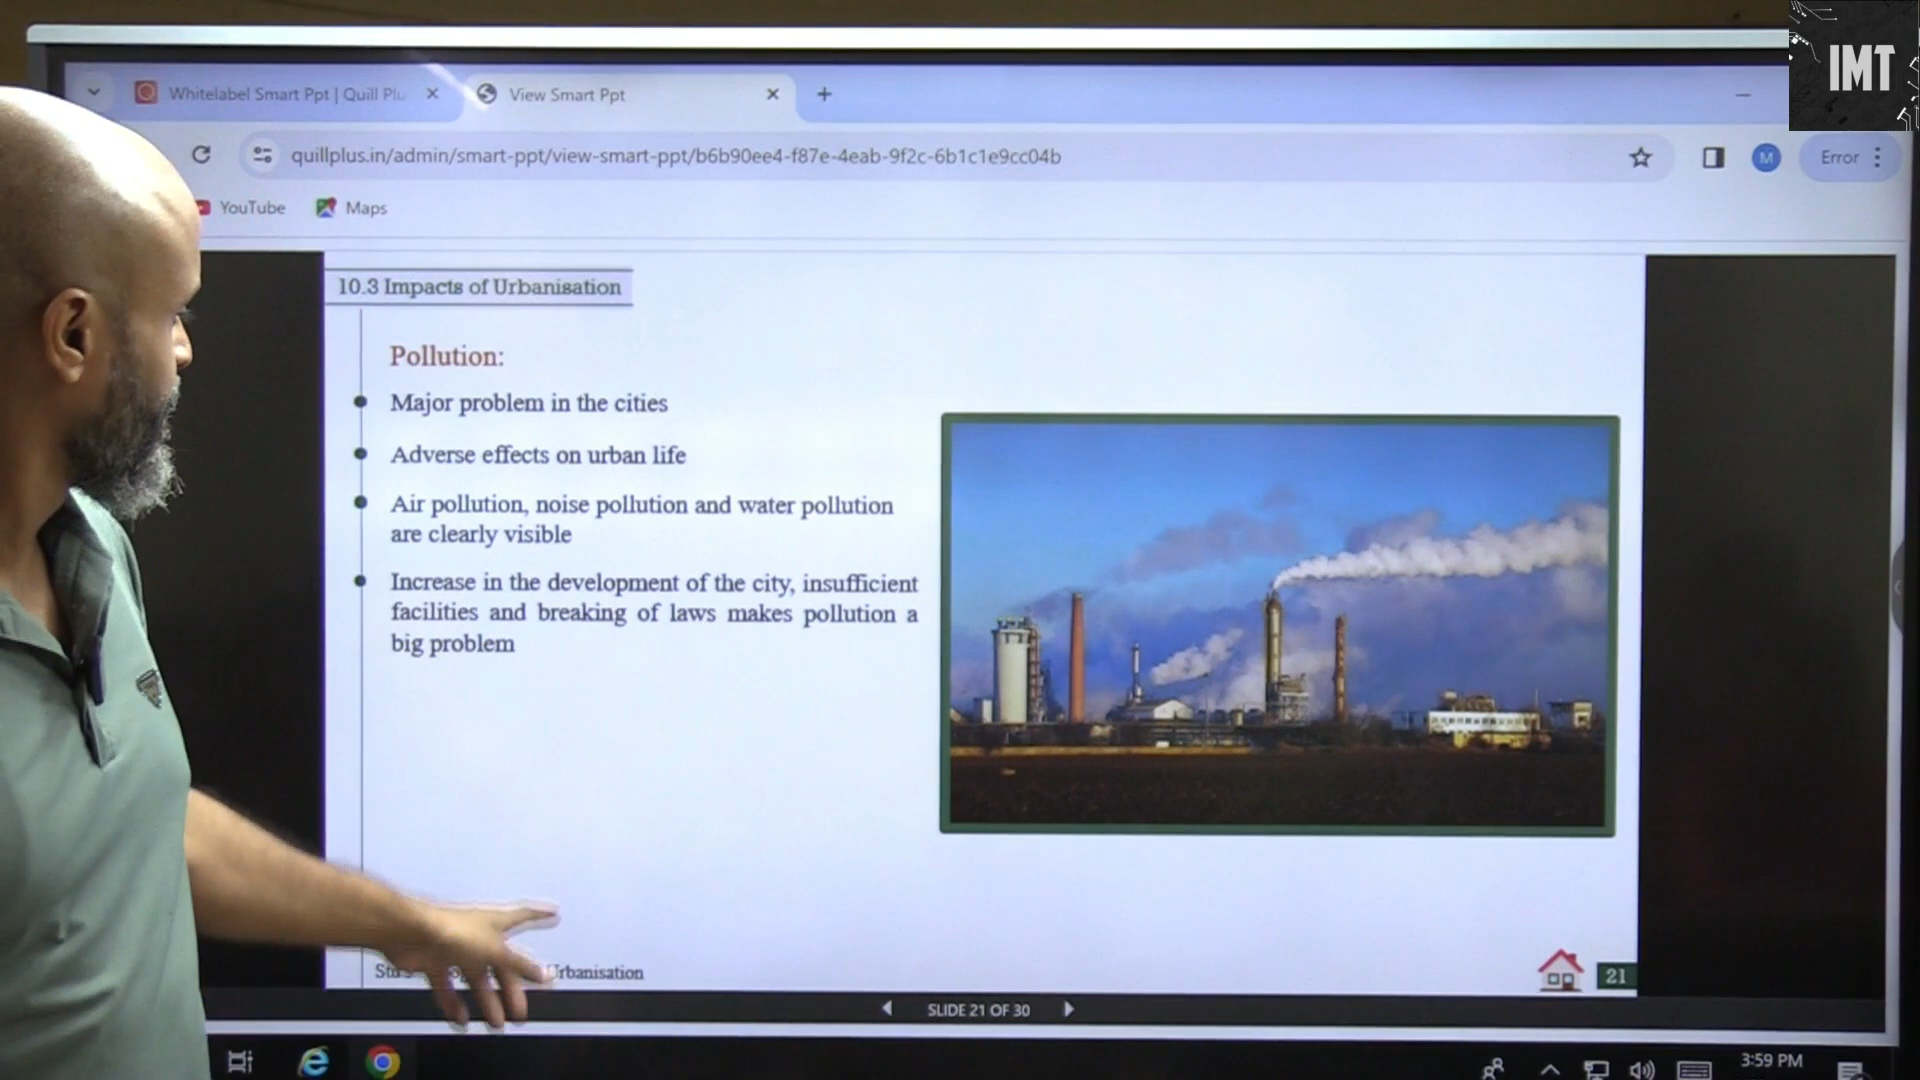 IMT
Whitelabel Smart Ppt | Quill Plu
View Smart Ppt
quillplus.in/admin/smart-ppt/view-smart-ppt/b6b90ee4-f87e-4eab-9f2c-6b1c1e9cc04b
M
Error
YouTube
Maps
10.3 Impacts of Urbanisation
Pollution:
Major problem in the cities
Adverse effects on urban life
Air pollution, noise pollution and water pollution
are clearly visible
Increase in the development of the city, insufficient
facilities and breaking of laws makes pollution a
big problem
Urbanisation
21
SLIDE 21 OF 30
3:59 PM